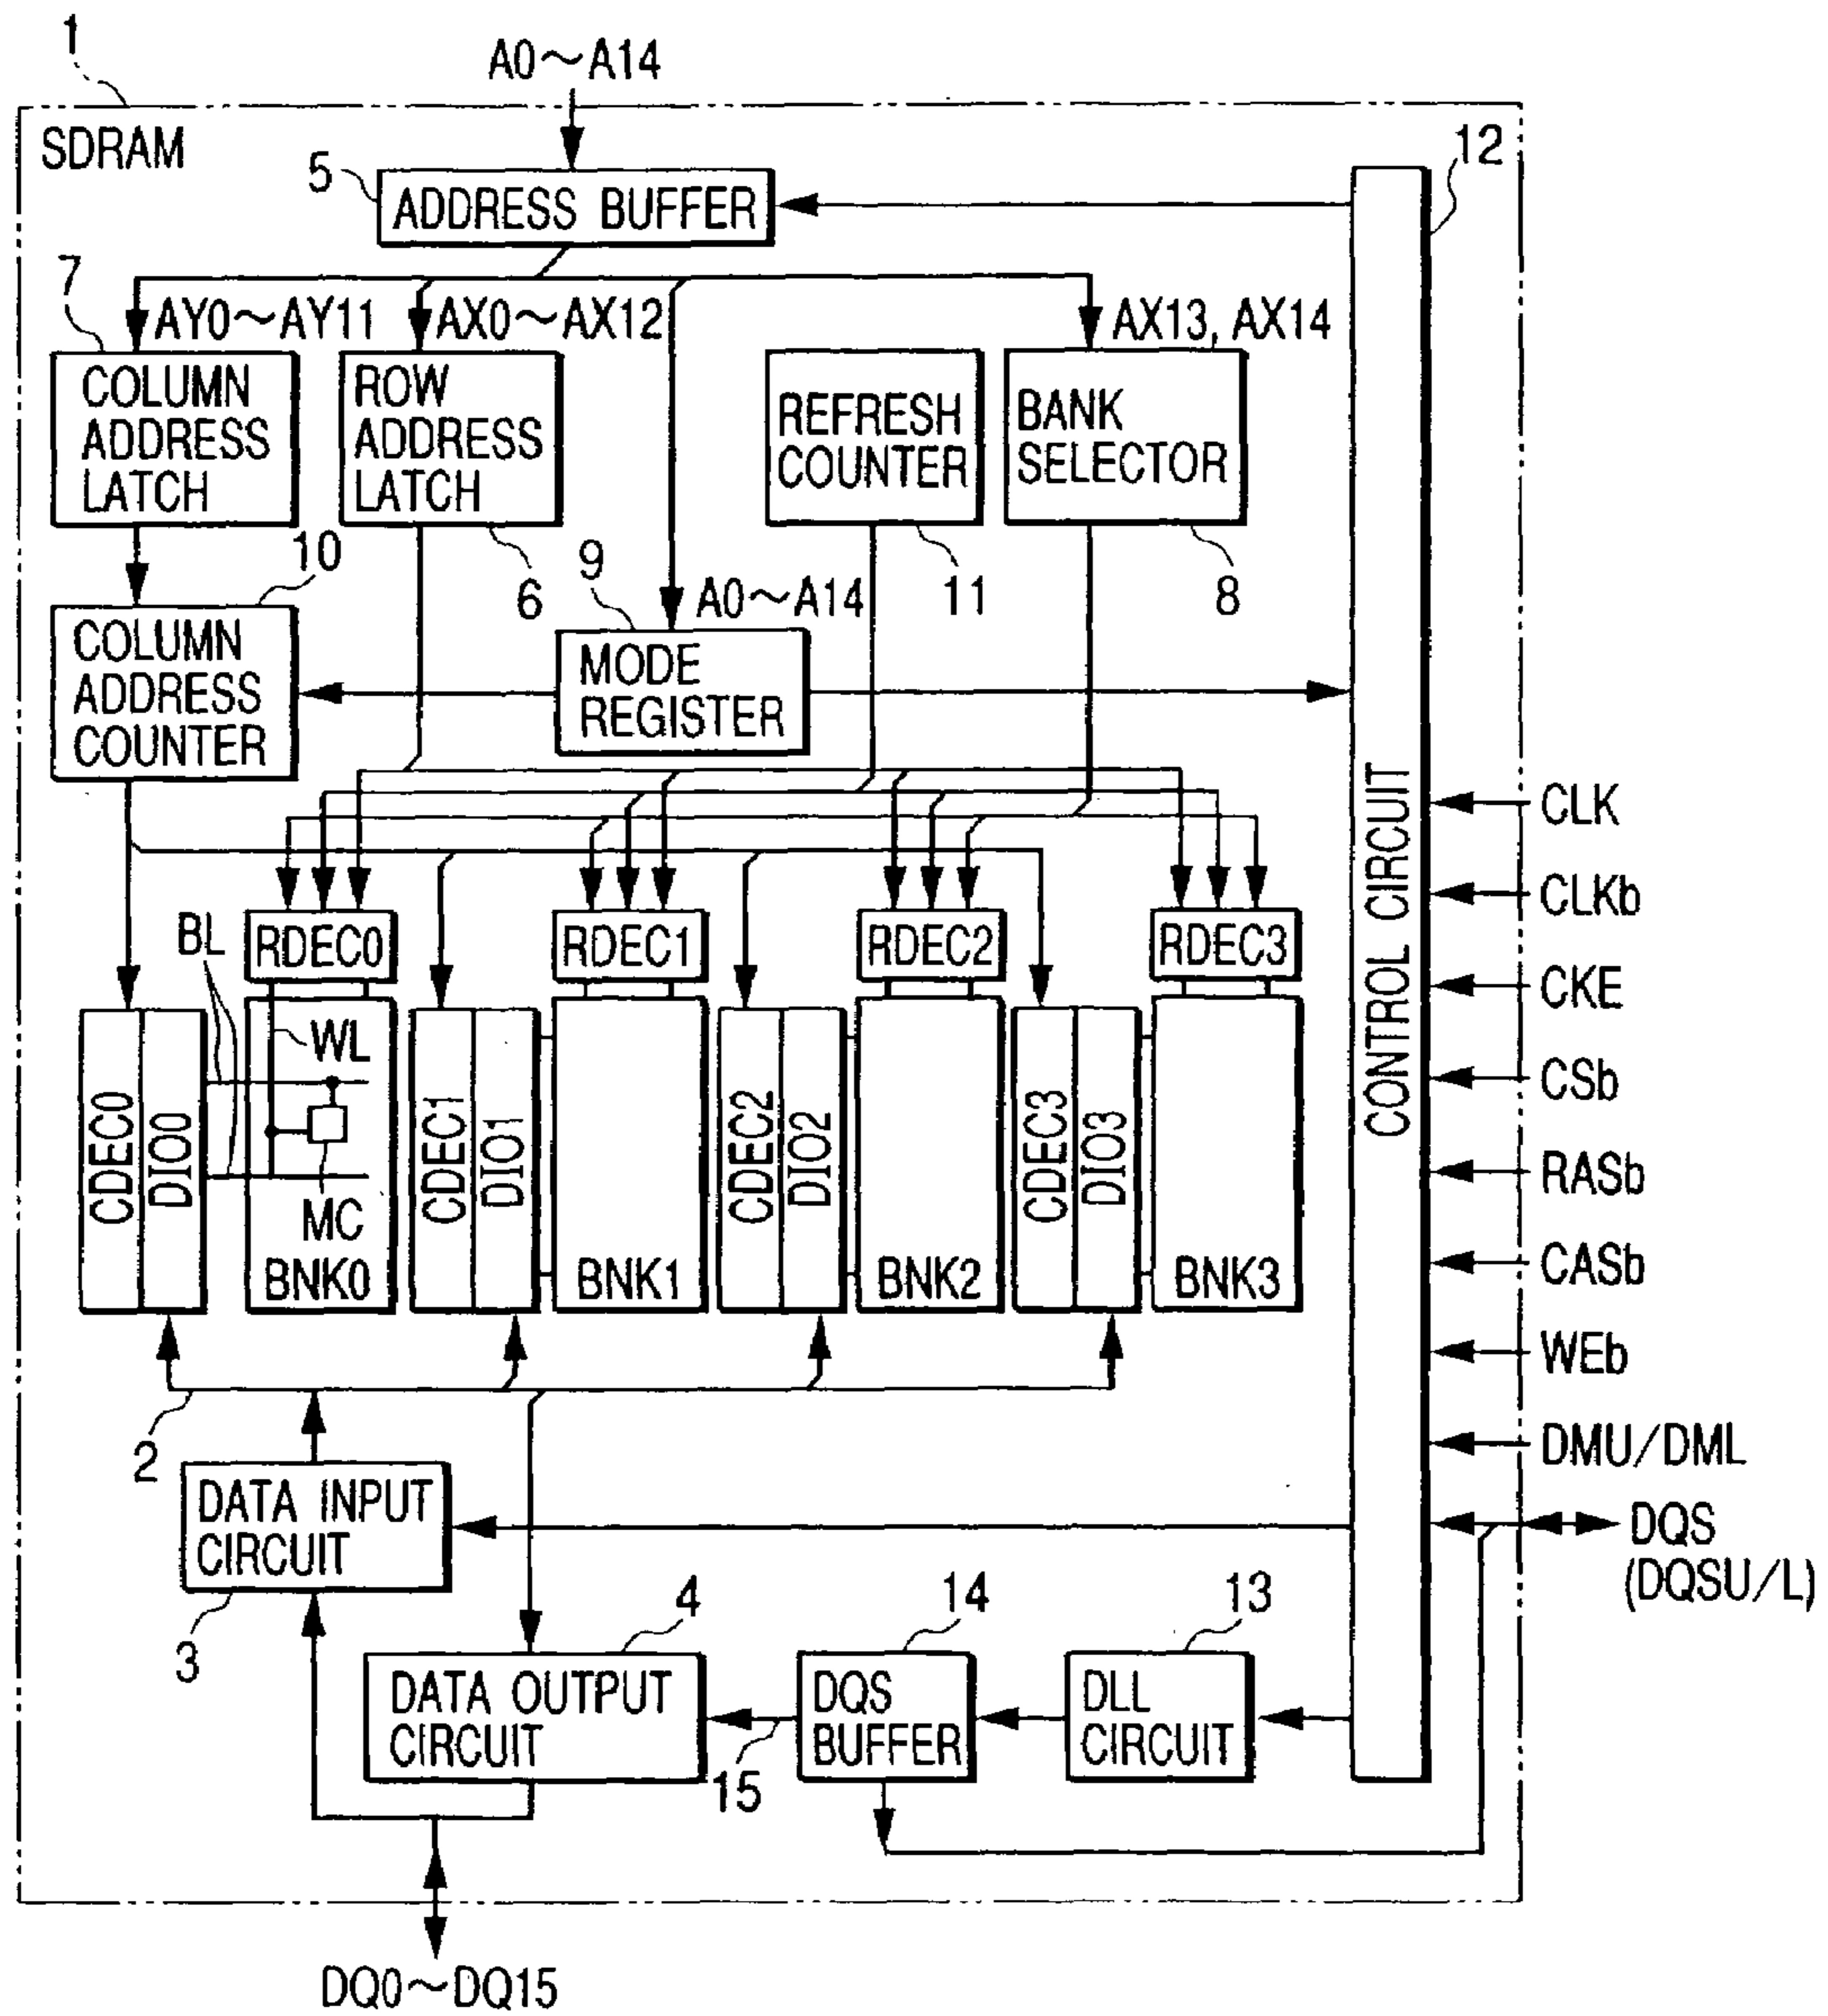 1
A0～A14
SDRAM
12
5
ADDRESS BUFFER
7
AY0～AY11
AX0～AX12
AX13, AX14
COLUMN
ADDRESS
LATCH
ROW
ADDRESS
LATCH
REFRESH
COUNTER
BANK
SELECTOR
10
6
9
A0～A14
11
8
COLUMN
ADDRESS
COUNTER
MODE
REGISTER
CONTROL CIRCUIT
CLK
CLKb
CKE
CSb
RASb
CASb
WEb
DMU/DML
DQS
(DQSU/L)
BL
RDEC0
RDEC1
RDEC2
RDEC3
CDEC0
DIO0
WL
MC
BNK0
CDEC1
DIO1
BNK1
CDEC2
DIO2
BNK2
CDEC3
DIO3
BNK3
2
DATA INPUT
CIRCUIT
3
4
14
13
DATA OUTPUT
CIRCUIT
15
DQS
BUFFER
DLL
CIRCUIT
DQ0～DQ15